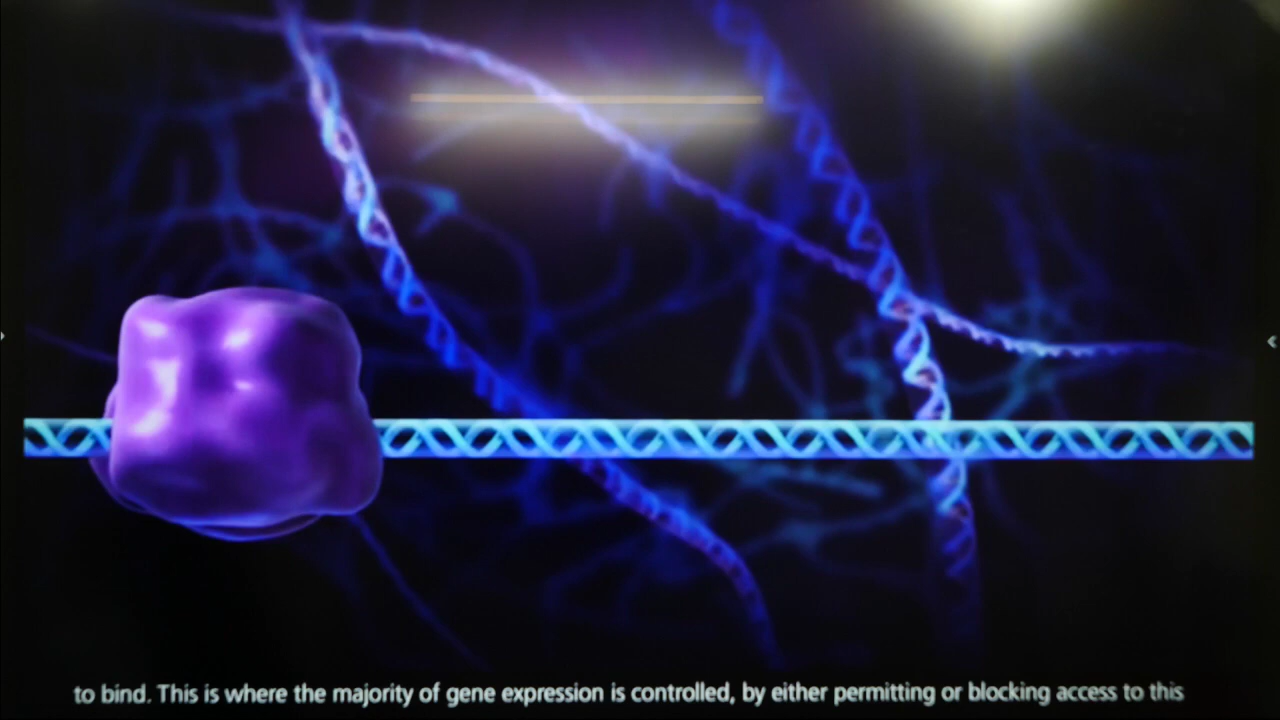 to bind. This is where the majority of gene expression is controlled, by either permitting or blocking access to this